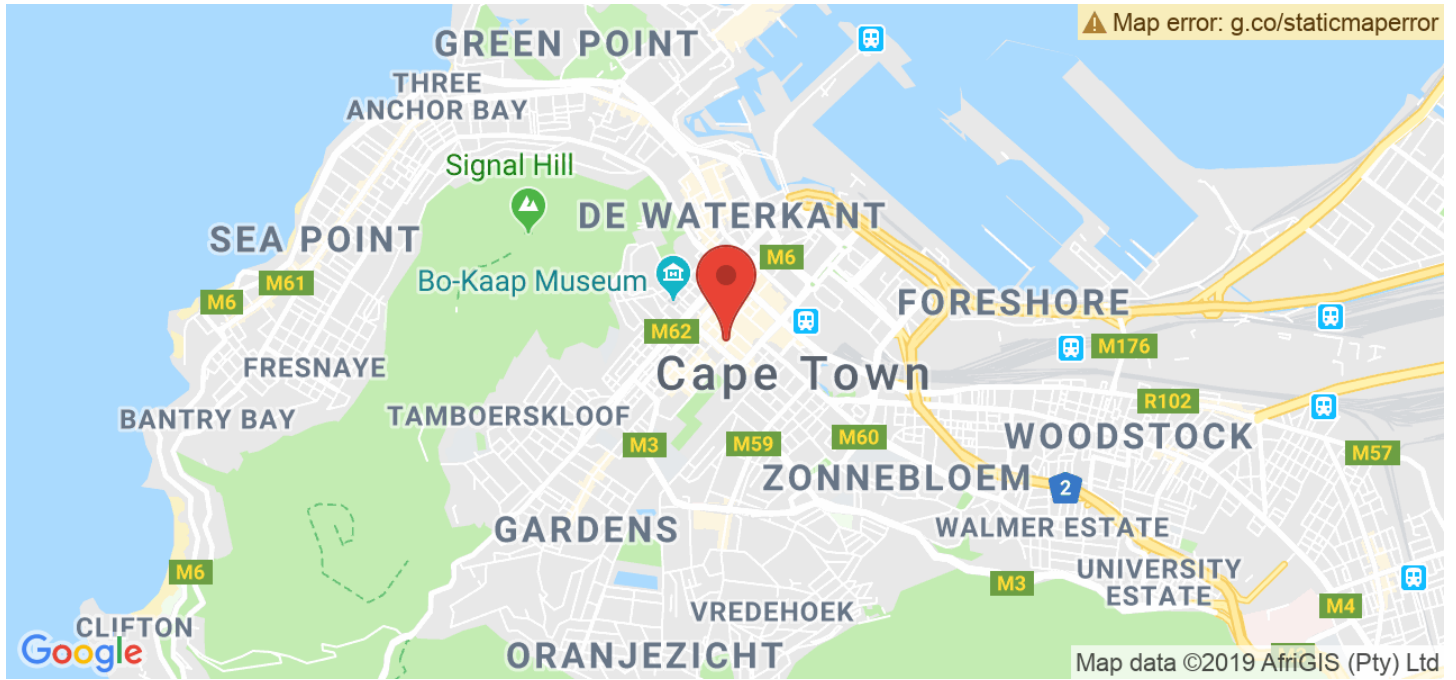 Map error: g.co/staticmaperror
GREEN POINT
THREE
ANCHOR BAY
Signal Hill
DE WATERKANT
SEA POINT
M6
Bo-Kaap Museum
M61
M6
FORESHORE
M62
M176
Cape Town
FRESNAYE
R102
BANTRY BAY
TAMBOERSKLOOF
M3
M59
M60
WOODSTOCK
M57
ZONNEBLOEM
2
GARDENS
WALMER ESTATE
M6
M3
UNIVERSITY
ESTATE
M4
VREDEHOEK
CLIFTON
Google
ORANJEZICHT
Map data ©2019 AfriGIS (Pty) Ltd